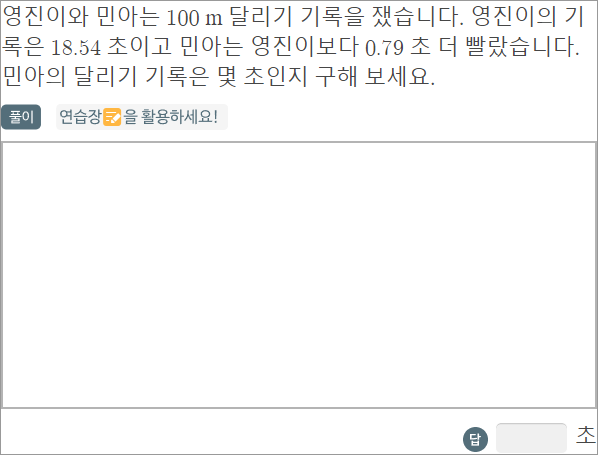 영진이와 민아는 100 m 달리기 기록을 쟀습니다. 영진이의 기
록은 18.54 초이고 민아는 영진이보다 0.79 초 더 빨랐습니다.
민아의 달리기 기록은 몇 초인지 구해 보세요.
풀이 연습장을 활용하세요!
답 초